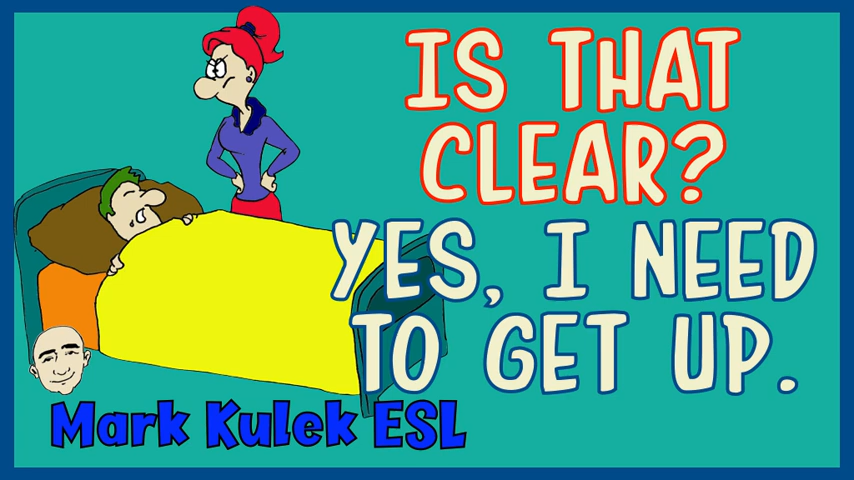 IS THAT
CLEAR?
YES, I NEED
TO GET UP.
Mark Kulek ESL